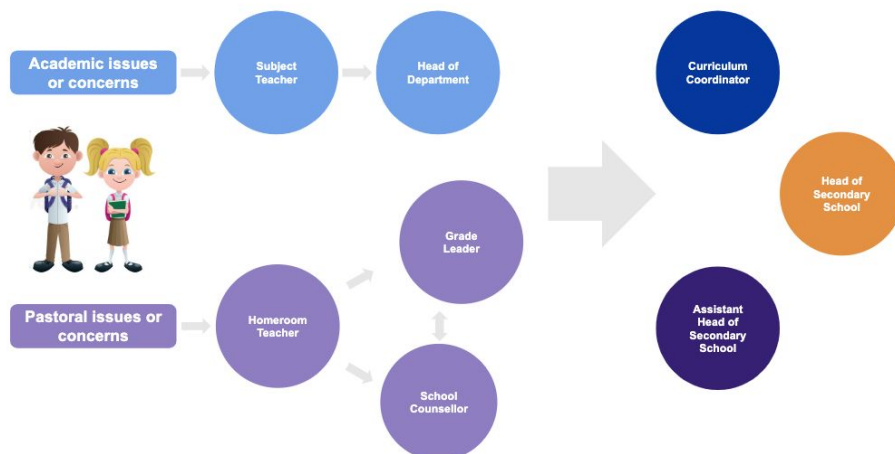 Academic issues
or concerns
Subject
Teacher
Head of
Department
Curriculum
Coordinator
Head of
Secondary
School
Grade
Leader
Pastoral issues or
concerns
Homeroom
Teacher
Assistant
Head of
Secondary
School
School
Counsellor